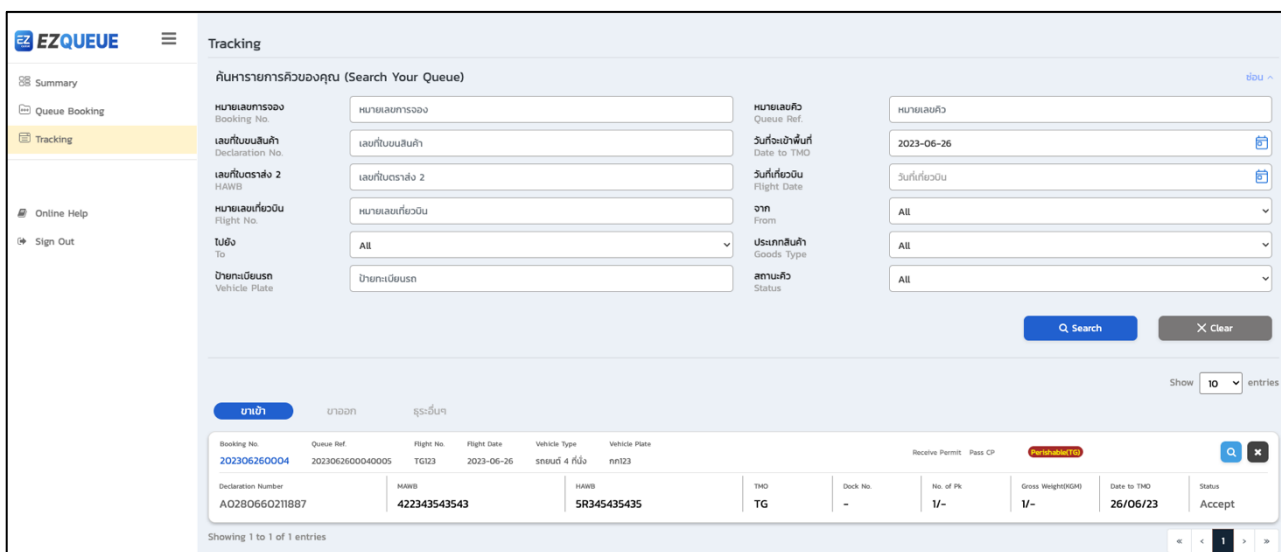 EZ EZQUEUE
Summary
Queue Booking
Tracking
Online Help
Sign Out
Tracking
ค้นหารายการคิวของคุณ (Search Your Queue)
ซ่อน
หมายเลขการจอง หมายเลขการจอง หมายเลขคิว หมายเลขคิว
Booking No. Queue Ref.
เลขที่ใบขนสินค้า เลขที่ใบขนสินค้า วันที่จะเข้าพื้นที่ 2023-06-26
Declaration No. Date to TMO
เลขที่ใบตราส่ง 2 เลขที่ใบตราส่ง 2 วันที่เที่ยวบิน วันที่เที่ยวบิน
HAWB Flight Date
หมายเลขเที่ยวบิน หมายเลขเที่ยวบิน จาก All
Flight No. From
ไปยัง All ประเภทสินค้า All
To Goods Type
ป้ายทะเบียนรถ ป้ายทะเบียนรถ สถานะคิว All
Vehicle Plate Status
Search Clear
Show 10 entries
ขาเข้า ขาออก ธุระอื่นๆ
Booking No. Queue Ref. Flight No. Flight Date Vehicle Type Vehicle Plate
202306260004 2023062600040005 TG123 2023-06-26 รถยนต์ 4 ที่นั่ง กก123 Receive Permit Pass CP Perishable(TG)
Declaration Number MAWB HAWB TMO Dock No. No. of Pk Gross Weight(KGM) Date to TMO Status
A0280660211887 422343543543 5R345435435 TG - 1/- 1/- 26/06/23 Accept
Showing 1 to 1 of 1 entries
« ‹ 1 › »